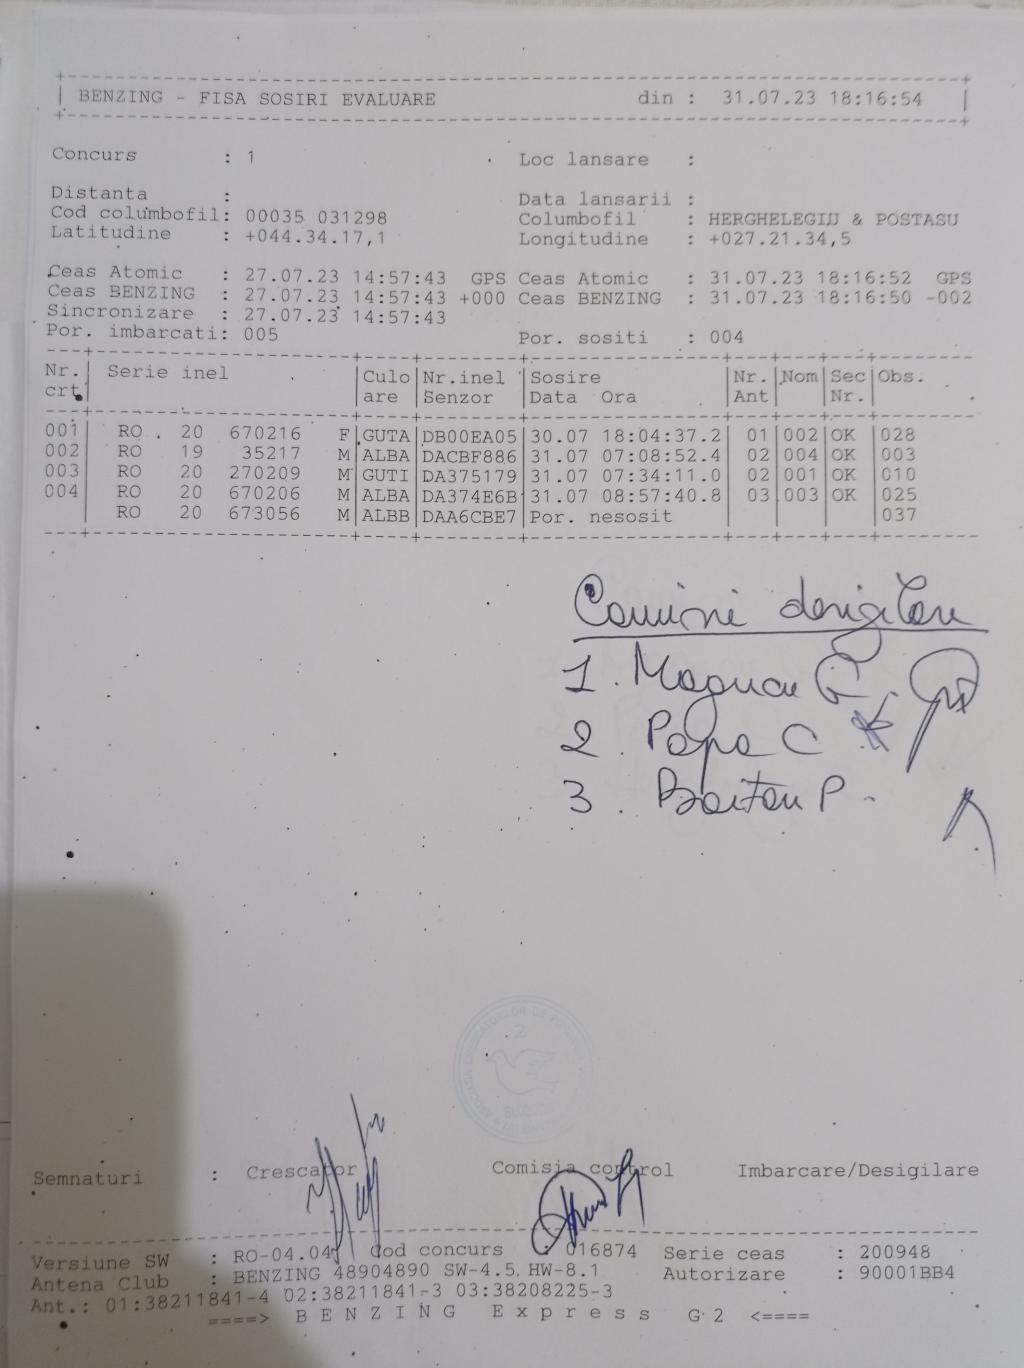 BENZING - FISA SOSIRI EVALUARE din : 31.07.23 18:16:54
Concurs : 1 Loc lansare :
Distanta : Data lansarii :
Cod columbofil: 00035 031298 Columbofil : HERGHELEGIU & POSTASU
Latitudine : +044.34.17,1 Longitudine : +027.21.34,5
Ceas Atomic : 27.07.23 14:57:43 GPS Ceas Atomic : 31.07.23 18:16:52 GPS
Ceas BENZING : 27.07.23 14:57:43 +000 Ceas BENZING : 31.07.23 18:16:50 -002
Sincronizare : 27.07.23 14:57:43
Por. imbarcati: 005 Por. sositi : 004
Nr. Serie inel Culo Nr.inel Sosire Nr. Nom Sec Obs.
crt. are Senzor Data Ora Ant Nr.
001 RO 20 670216 F GUTA DB00EA05 30.07 18:04:37.2 01 002 OK 028
002 RO 19 35217 M ALBA DACBF886 31.07 07:08:52.4 02 004 OK 003
003 RO 20 270209 M GUTI DA375179 31.07 07:34:11.0 02 001 OK 010
004 RO 20 670206 M ALBA DA374E6B 31.07 08:57:40.8 03 003 OK 025
RO 20 673056 M ALBB DAA6CBE7 Por. nesosit 037
1.
2. Popa C
3. P.
2
Semnaturi : Crescator Comisia control Imbarcare/Desigilare
Versiune SW : RO-04.04 Cod concurs : 016874 Serie ceas : 200948
Antena Club : BENZING 48904890 SW-4.5 HW-8.1 Autorizare : 90001BB4
Ant.: 01:38211841-4 02:38211841-3 03:38208225-3
====> BENZING Express G2 <====